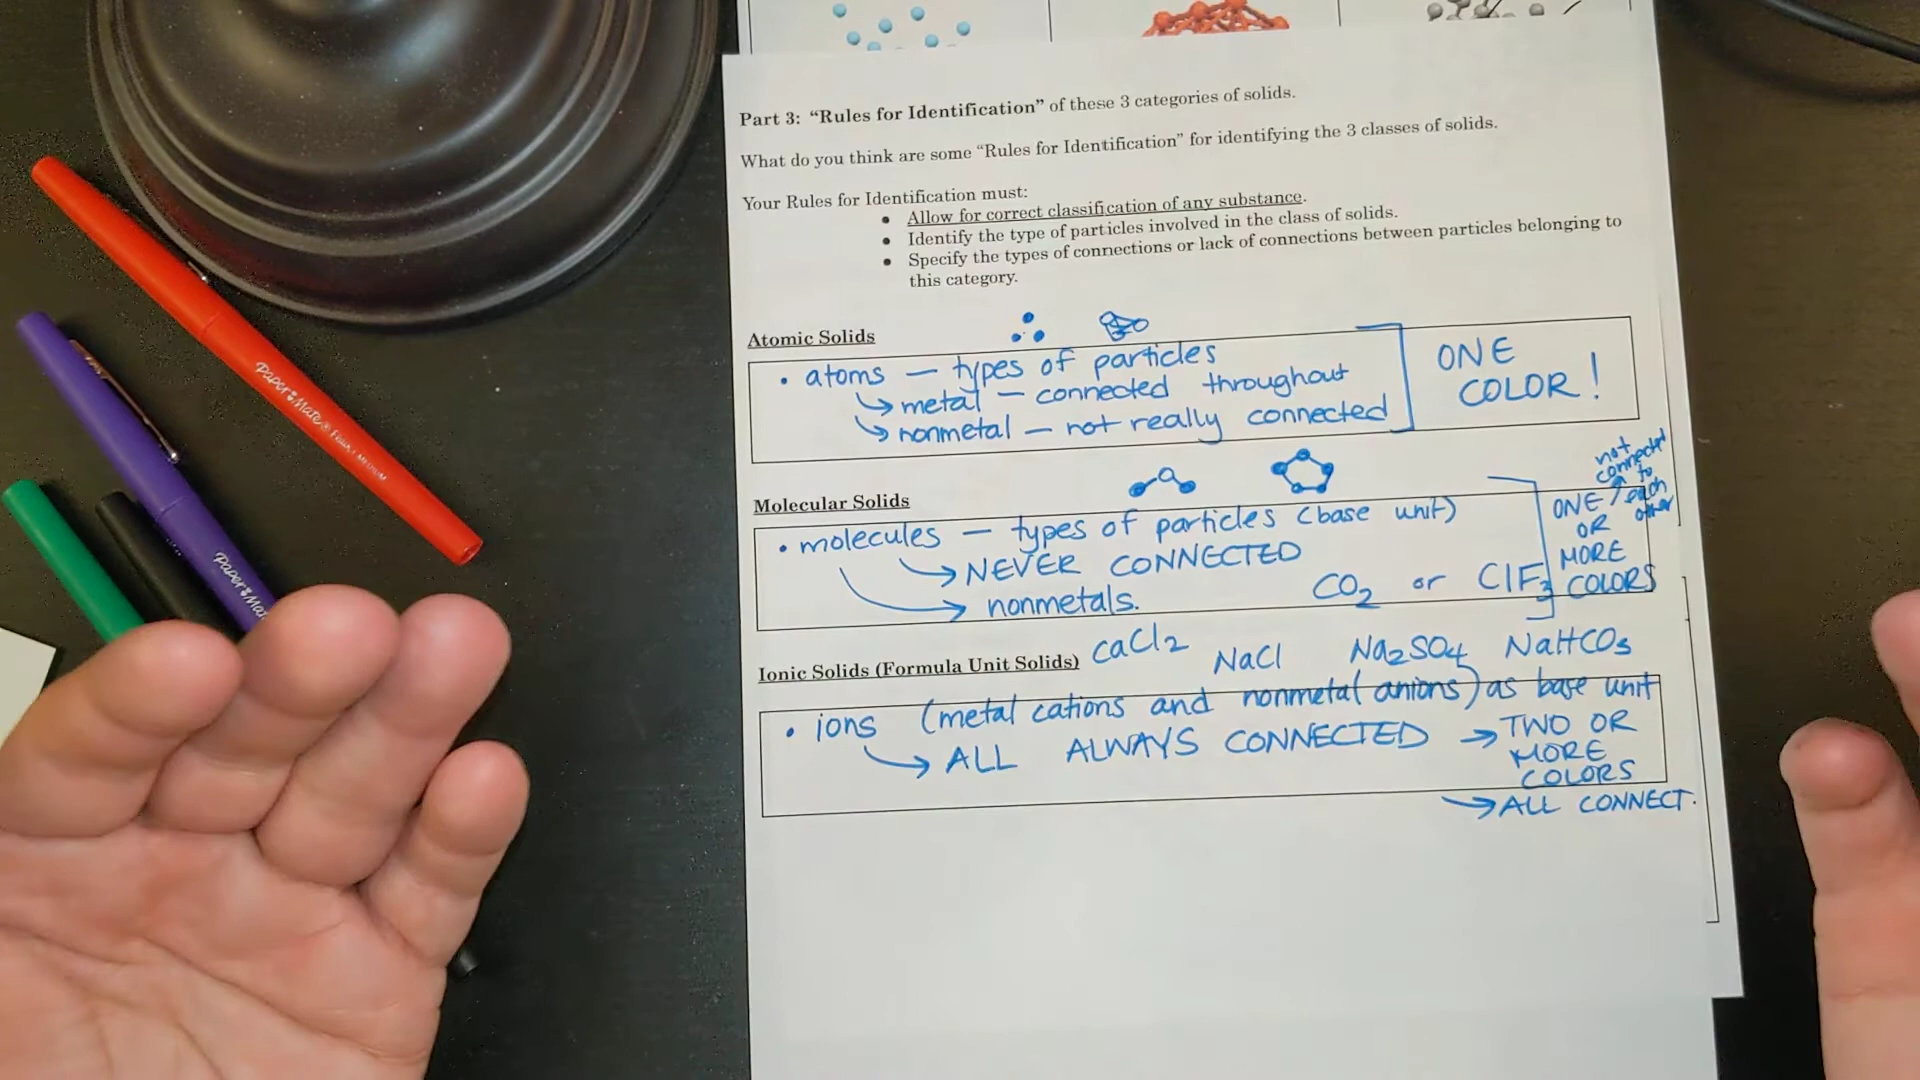 Part 3: “Rules for Identification” of these 3 categories of solids.
What do you think are some “Rules for Identification” for identifying the 3 classes of solids.
Your Rules for Identification must:
• Allow for correct classification of any substance.
• Identify the type of particles involved in the class of solids.
• Specify the types of connections or lack of connections between particles belonging to
this category.
Atomic Solids
• atoms — types of particles
↳ metal — connected throughout
↳ nonmetal — not really connected
ONE
COLOR!
Molecular Solids
• molecules — types of particles (base unit)
→ NEVER CONNECTED
→ nonmetals.
CO2 or ClF3
ONE
OR
MORE
COLORS
not
connected
to
each
other
Ionic Solids (Formula Unit Solids)
CaCl2 NaCl Na2SO4 NaHCO3
• ions (metal cations and nonmetal anions) as base unit
→ ALL ALWAYS CONNECTED → TWO OR
MORE
COLORS
→ ALL CONNECT.
Paper Mate Flair MEDIUM
Paper Mate